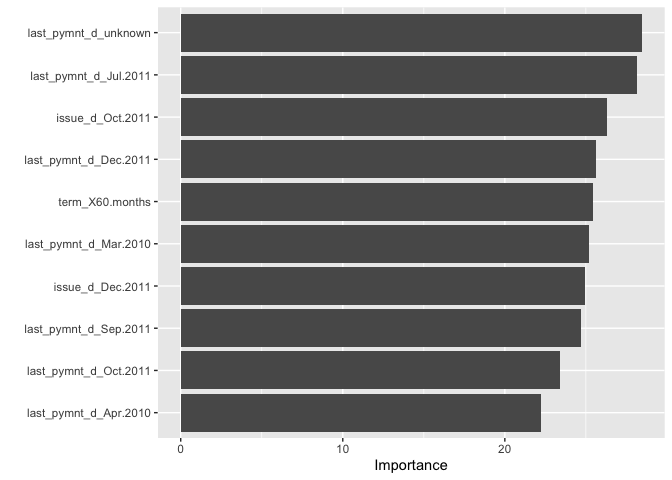 last_pymnt_d_unknown
last_pymnt_d_Jul.2011
issue_d_Oct.2011
last_pymnt_d_Dec.2011
term_X60.months
last_pymnt_d_Mar.2010
issue_d_Dec.2011
last_pymnt_d_Sep.2011
last_pymnt_d_Oct.2011
last_pymnt_d_Apr.2010
0 10 20
Importance